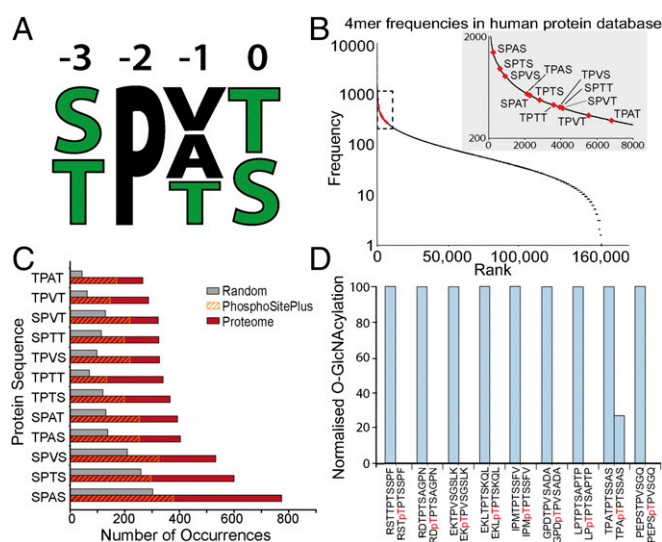 A
-3 -2 -1 0
S P V T
T A S
T
B
4mer frequencies in human protein database
10000
1000
100
10
1
Frequency
50,000 100,000 160,000
Rank
2000
200
0 2000 4000 6000 8000
SPAS
SPTS
SPVS
TPAS
TPVS
SPTT
SPVT
TPTS
SPAT
TPTT
TPVT
TPAT
C
Protein Sequence
TPAT
TPVT
SPVT
SPTT
TPVS
TPTT
TPTS
SPAT
TPAS
SPVS
SPTS
SPAS
Random
PhosphoSitePlus
Proteome
0 200 400 600 800
Number of Occurrences
D
Normalised O-GlcNAcylation
100
80
60
40
20
0
RSTTPTSSPF
RSTpTPTSSPF
RDTPTSAGPN
RDpTPTSAGPN
EKTPVSGSLK
EKpTPVSGSLK
EKLTPTSKQL
EKLpTPTSKQL
IPMTPTSSFV
IPMpTPTSSFV
GPDTPVSADA
GPDpTPVSADA
LPTPTSAPTP
LPpTPTSAPTP
TPATPTSSAS
TPApTPTSSAS
PEPSTPVSGQ
PEPSpTPVSGQ